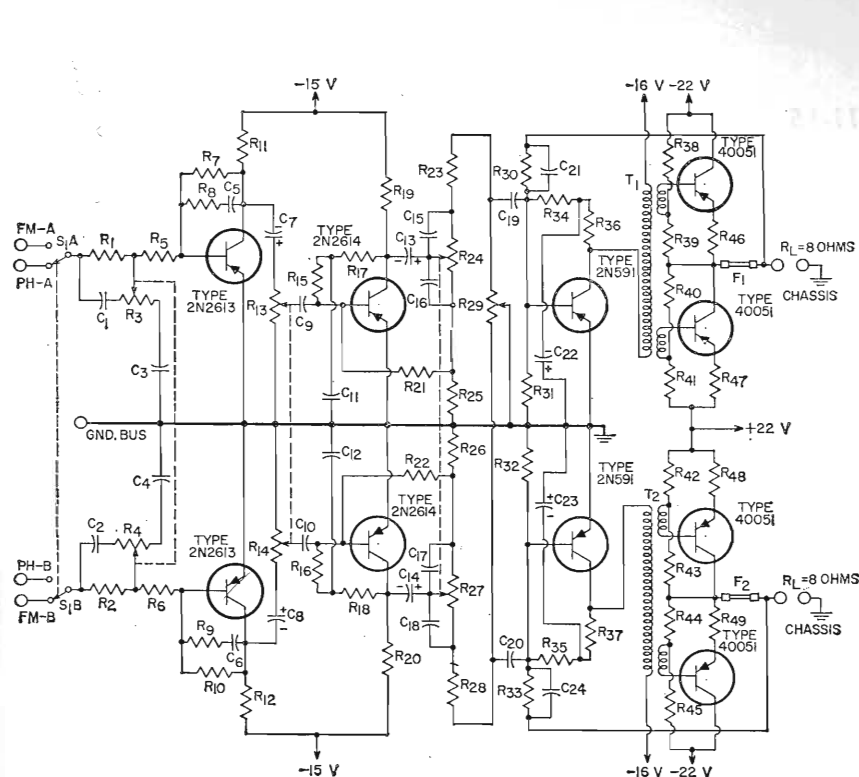 -15 V
-16 V -22 V
R11
R7
R8 C5
C7
+
R19
R23
R30
C21
R38
TYPE
40051
T1
FM-A
S1A
R1
R5
TYPE
2N2614
C15
C19
R34
R36
PH-A
R15
R17
C13
- +
R24
R39
R46
TYPE
2N2613
TYPE
2N591
F1
RL=8 OHMS
CHASSIS
C1
R3
R13
C9
C16
R29
R40
TYPE
40051
C3
C22
+
R21
R31
R41
R47
C11
R25
GND. BUS
+22 V
C4
C12
R26
R32
R22
TYPE
2N591
R42
R48
T2
TYPE
2N2614
C23
+
-
TYPE
40051
C2
R4
C10
TYPE
2N2613
R14
PH-B
R16
C17
R43
F2
RL=8 OHMS
FM-B
S1B
R2
R6
R18
C14
- +
R27
R44
R49
TYPE
40051
CHASSIS
C8
+
-
C18
R9
C6
C20
R35
R37
R10
R20
R28
R33
C24
R45
R12
-15 V
-16 V -22 V